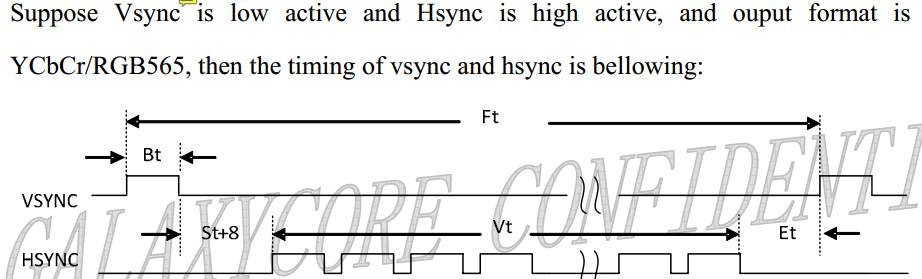 Suppose Vsync is low active and Hsync is high active, and ouput format is
YCbCr/RGB565, then the timing of vsync and hsync is bellowing:
Ft
Bt
VSYNC
St+8
Vt
Et
HSYNC
GALAXYCORE CONFIDENTI